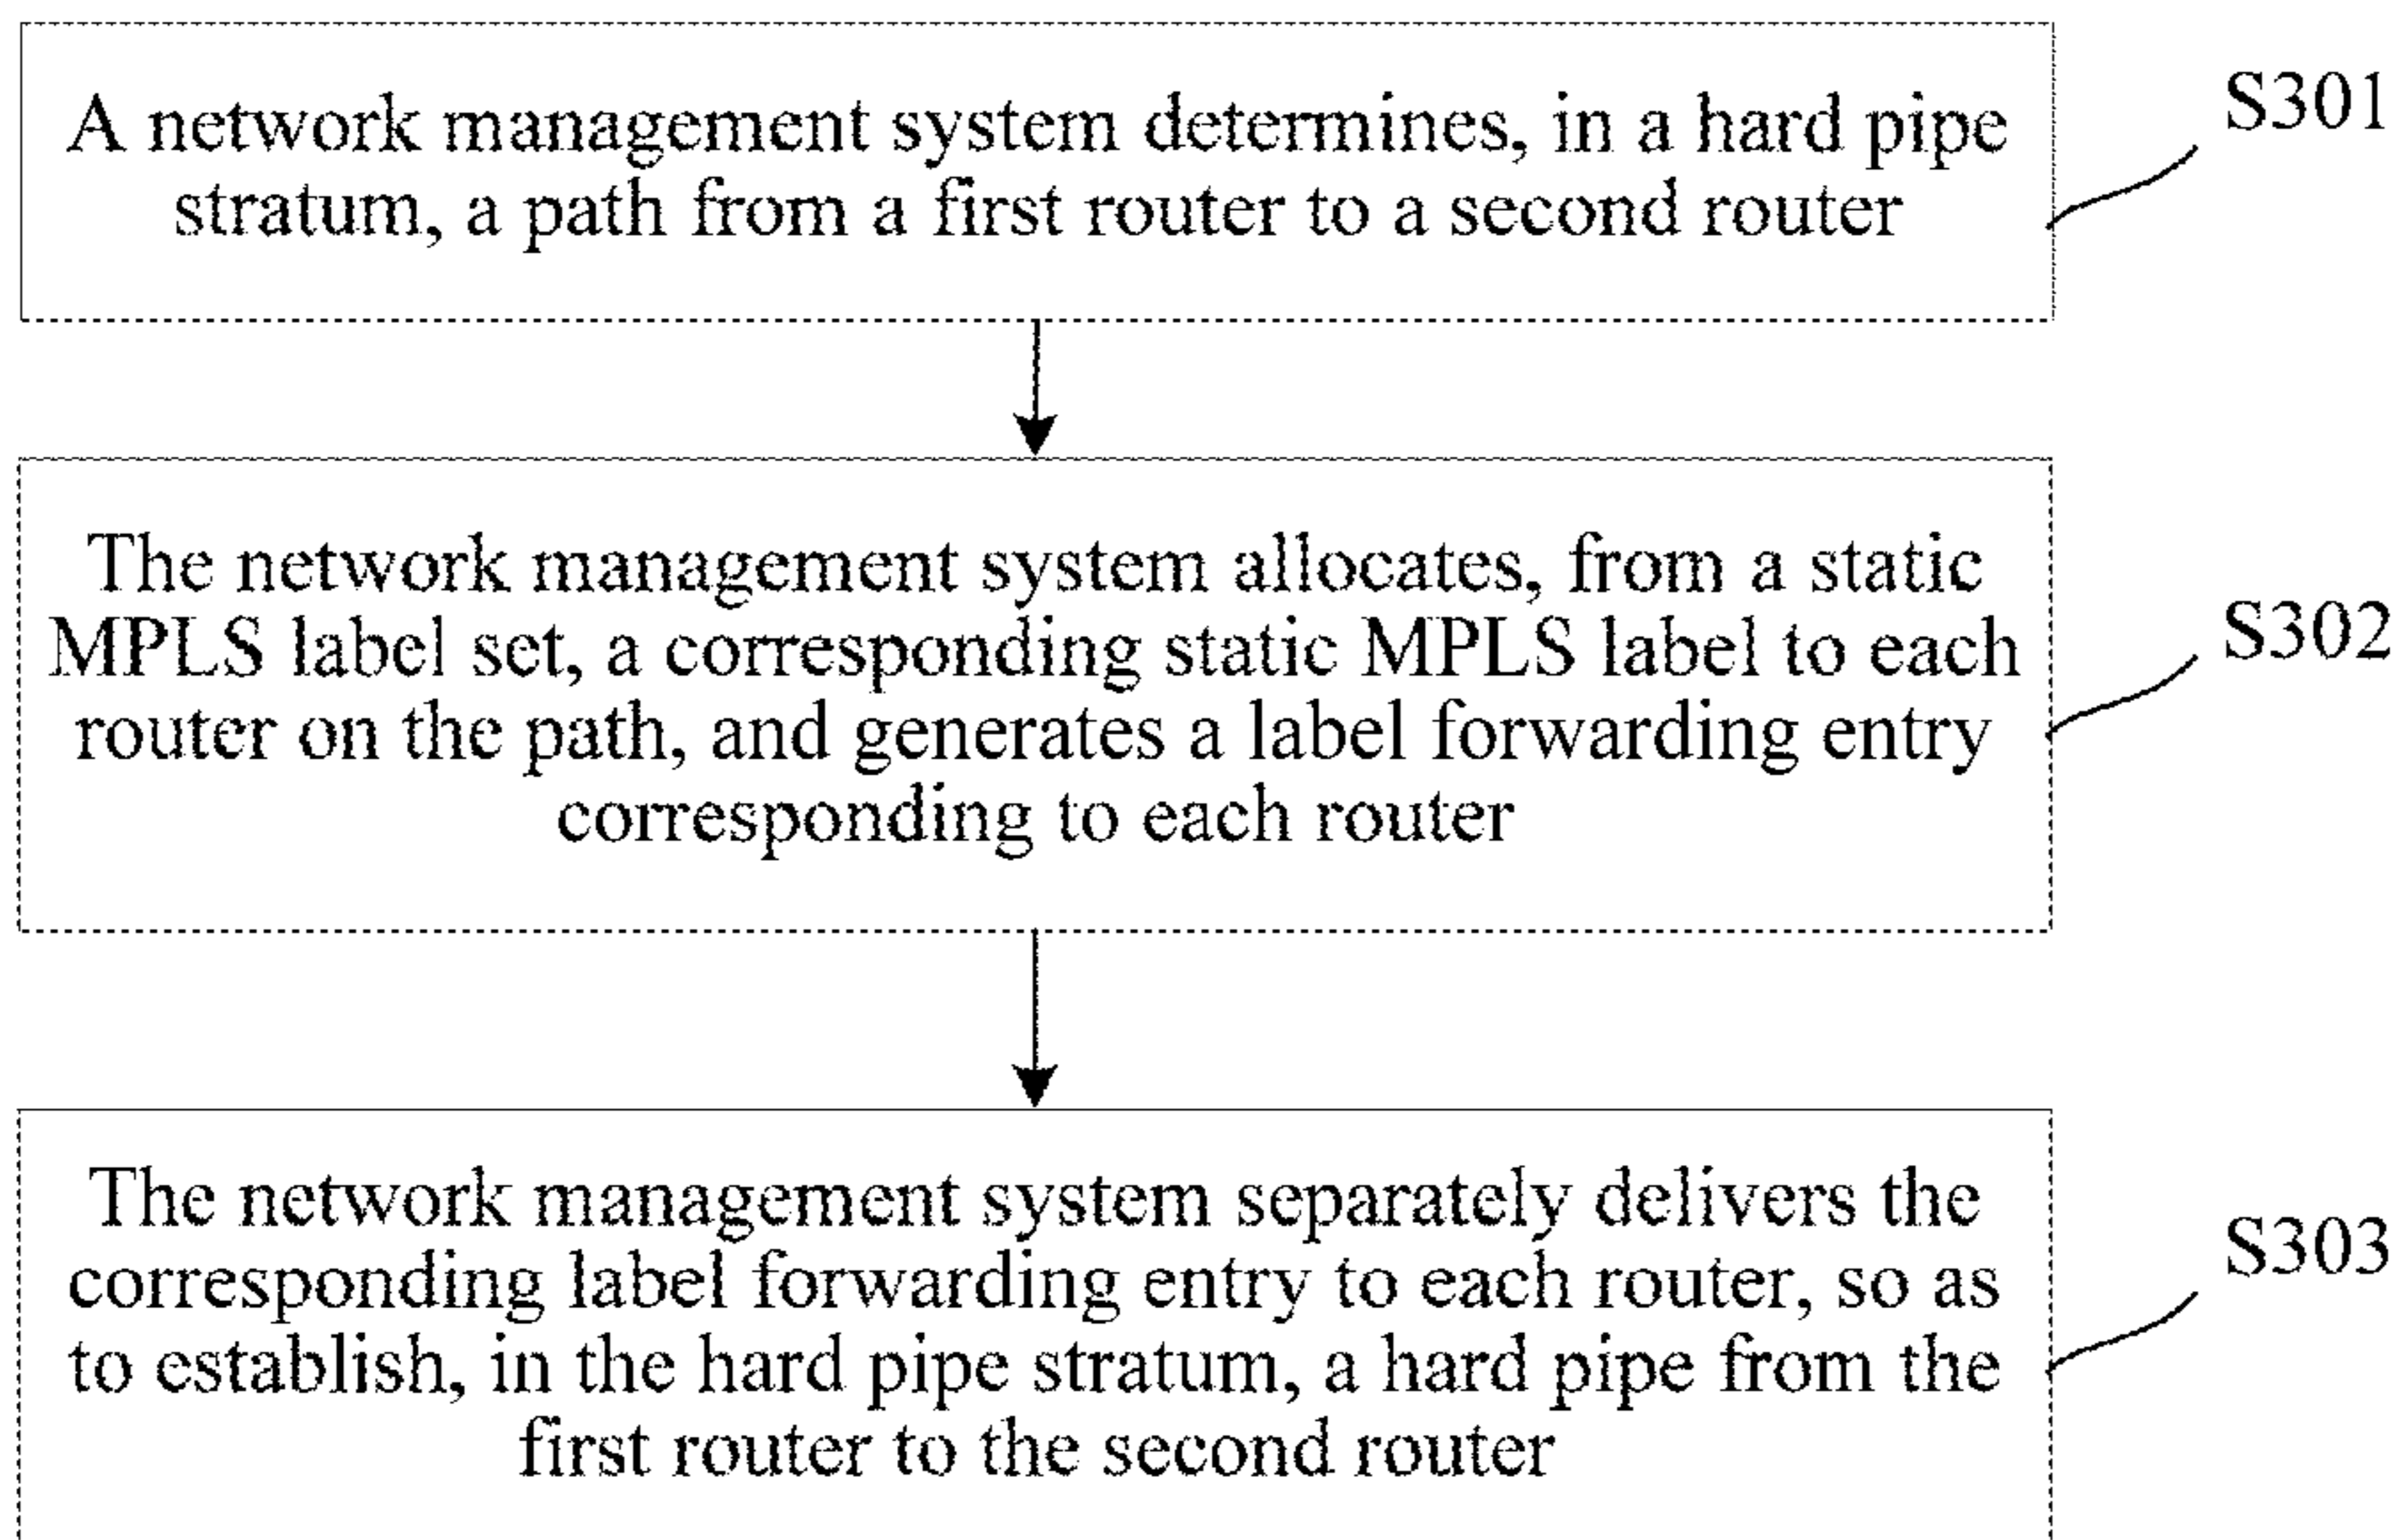 A network management system determines, in a hard pipe
stratum, a path from a first router to a second router
S301
The network management system allocates, from a static
MPLS label set, a corresponding static MPLS label to each
router on the path, and generates a label forwarding entry
corresponding to each router
S302
The network management system separately delivers the
corresponding label forwarding entry to each router, so as
to establish, in the hard pipe stratum, a hard pipe from the
first router to the second router
S303